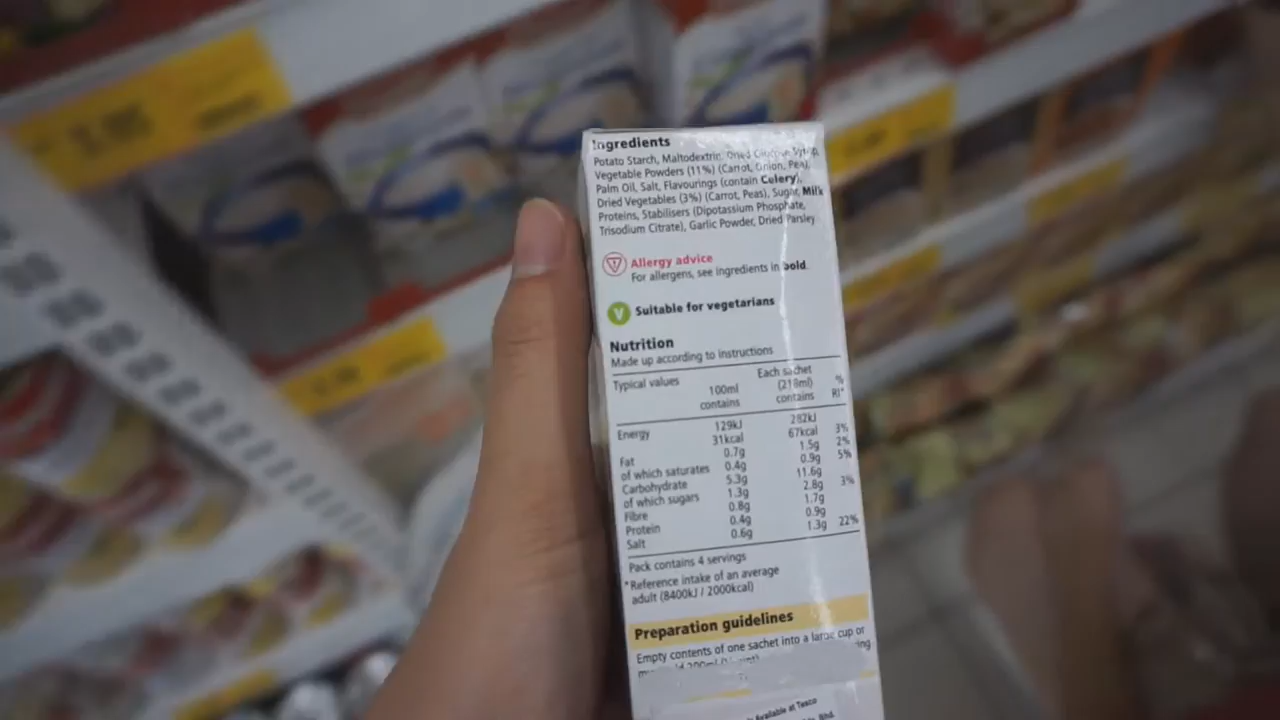 Ingredients
Potato Starch, Maltodextrin, Dried Glucose Syrup,
Vegetable Powders (11%) (Carrot, Onion, Pea),
Palm Oil, Salt, Flavourings (contain Celery),
Dried Vegetables (3%) (Carrot, Peas), Sugar, Milk
Proteins, Stabilisers (Dipotassium Phosphate,
Trisodium Citrate), Garlic Powder, Dried Parsley
Allergy advice
For allergens, see ingredients in bold.
V Suitable for vegetarians
Nutrition
Made up according to instructions
Typical values 100ml contains Each sachet (218ml) contains % RI*
Energy 129kJ 282kJ
31kcal 67kcal 3%
Fat 0.7g 1.5g 2%
of which saturates 0.4g 0.9g 5%
Carbohydrate 5.3g 11.6g
of which sugars 1.3g 2.8g 3%
Fibre 0.8g 1.7g
Protein 0.4g 0.9g
Salt 0.6g 1.3g 22%
Pack contains 4 servings
*Reference intake of an average
adult (8400kJ / 2000kcal)
Preparation guidelines
Empty contents of one sachet into a large cup or
Available at Tesco